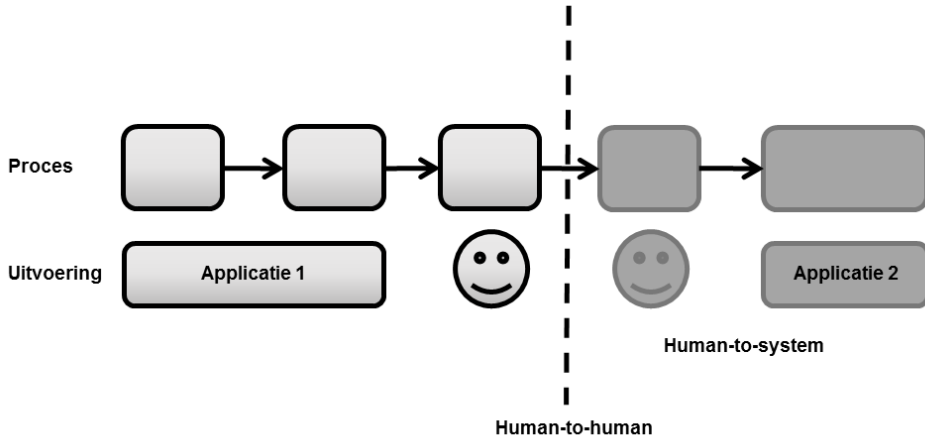 Proces
Uitvoering
Applicatie 1
Applicatie 2
Human-to-system
Human-to-human